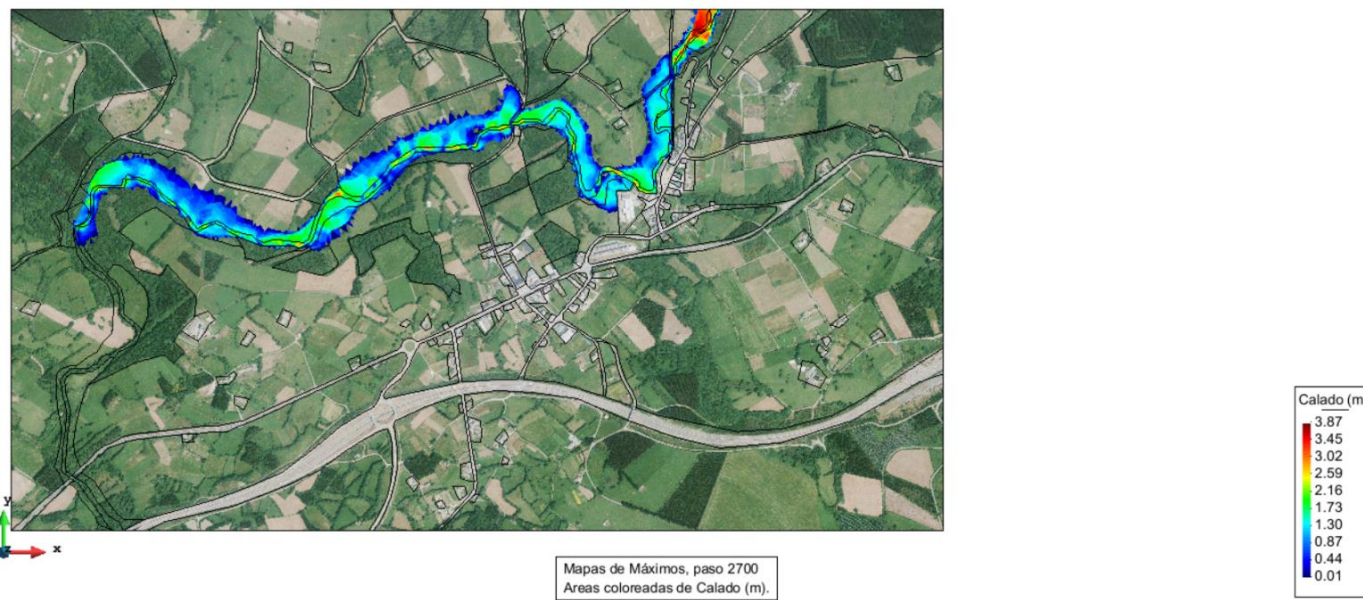 Calado (m
3.87
3.45
3.02
2.59
2.16
1.73
1.30
0.87
0.44
0.01
y
z
x
Mapas de Máximos, paso 2700
Areas coloreadas de Calado (m).